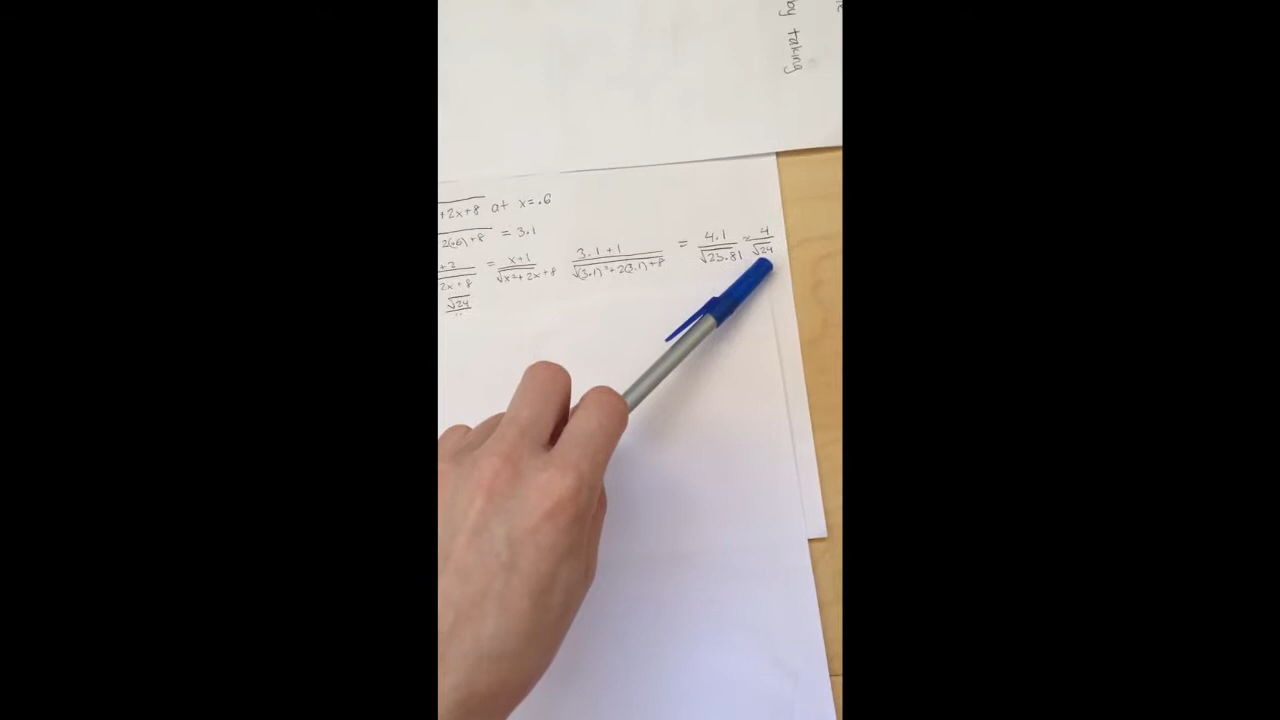 by taking
+2x+8 at x=.6
2(.6)+8 = 3.1
+2 / 2x+8 = x+1 / √x²+2x+8 3.1+1 / √(3.1)²+2(3.1)+8 = 4.1 / √23.81 ≈ 4 / √24
√24